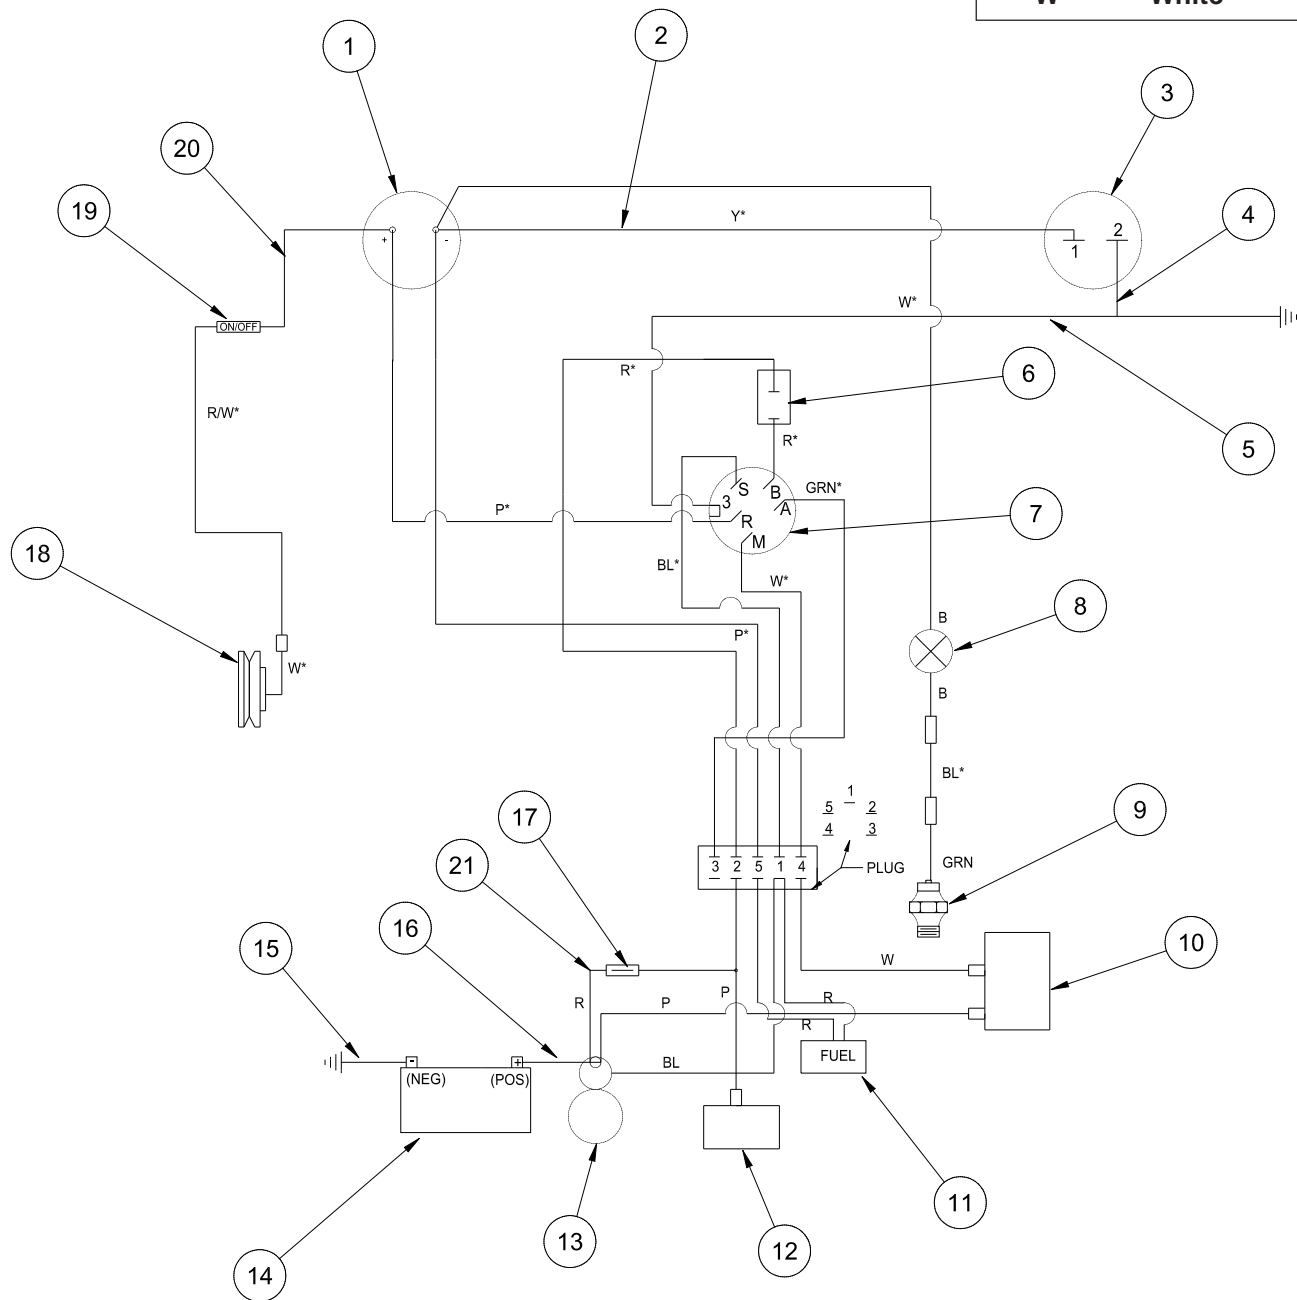 W White
1
2
3
20
19
4
Y*
+
-
1
2
ON/OFF
W*
R*
6
R/W*
5
R*
S
B
GRN*
3
A
P*
R
7
M
18
BL*
W*
8
B
P*
W*
B
BL*
1
5 2
4 3
17
9
21
3 2 5 1 4
PLUG
GRN
16
15
10
W
R
P
P
R
R
FUEL
BL
-
+
(NEG)
(POS)
11
13
12
14